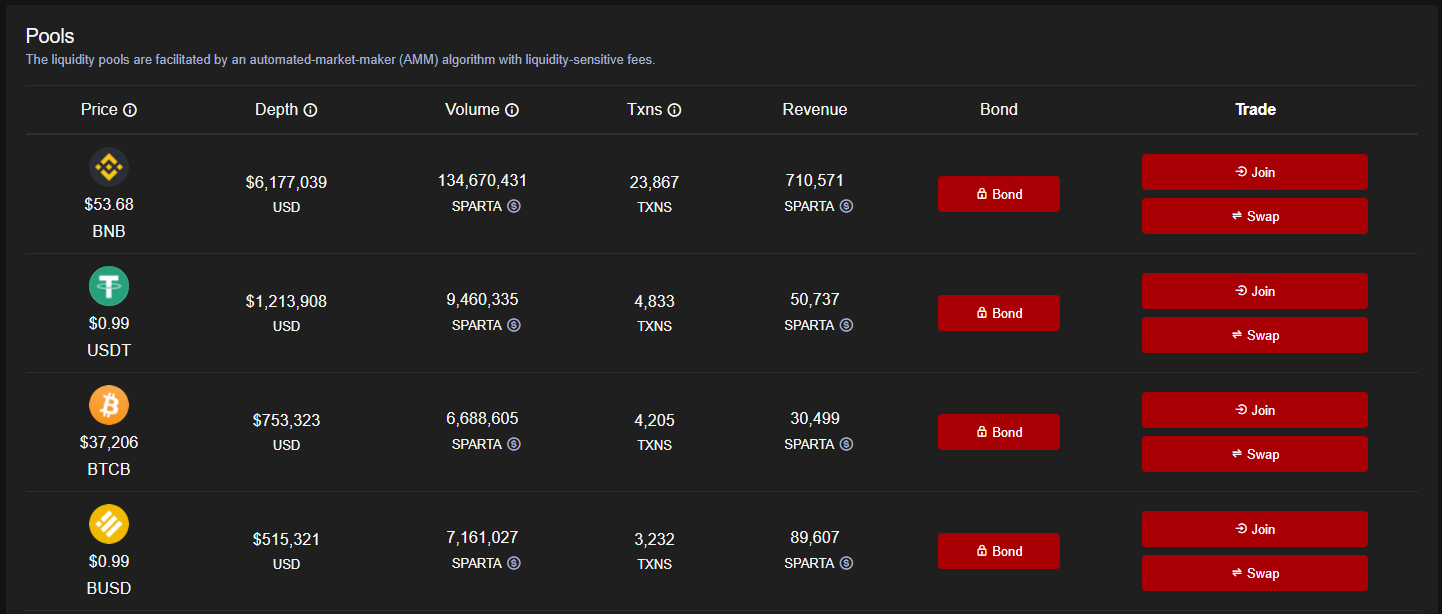 Pools
The liquidity pools are facilitated by an automated-market-maker (AMM) algorithm with liquidity-sensitive fees.
Price Depth Volume Txns Revenue Bond Trade
$53.68
BNB
$6,177,039
USD
134,670,431
SPARTA
23,867
TXNS
710,571
SPARTA
Bond
Join
Swap
$0.99
USDT
$1,213,908
USD
9,460,335
SPARTA
4,833
TXNS
50,737
SPARTA
Bond
Join
Swap
$37,206
BTCB
$753,323
USD
6,688,605
SPARTA
4,205
TXNS
30,499
SPARTA
Bond
Join
Swap
$0.99
BUSD
$515,321
USD
7,161,027
SPARTA
3,232
TXNS
89,607
SPARTA
Bond
Join
Swap